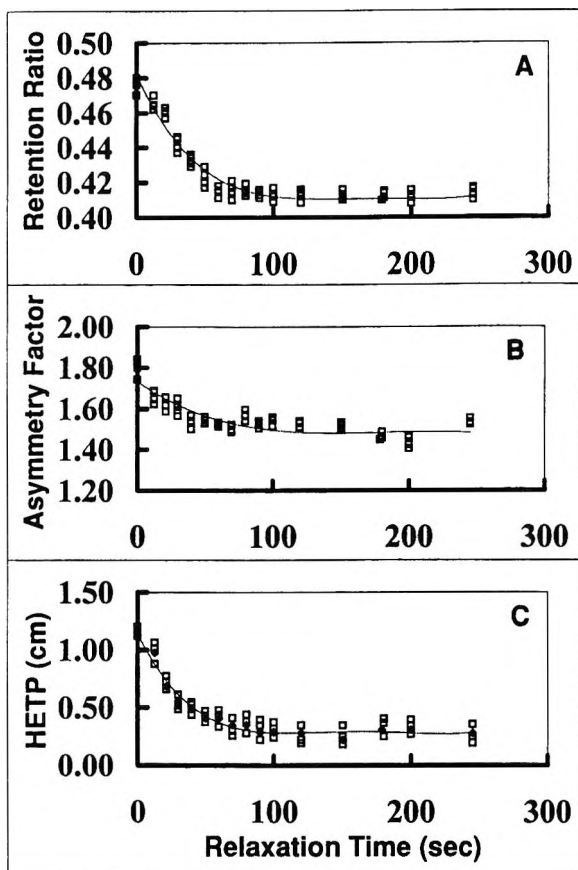 0.50
0.48
0.46
0.44
0.42
0.40
Retention Ratio
A
0 100 200 300
2.00
1.80
1.60
1.40
1.20
Asymmetry Factor
B
0 100 200 300
1.50
1.00
0.50
0.00
HETP (cm)
C
0 100 200 300
Relaxation Time (sec)